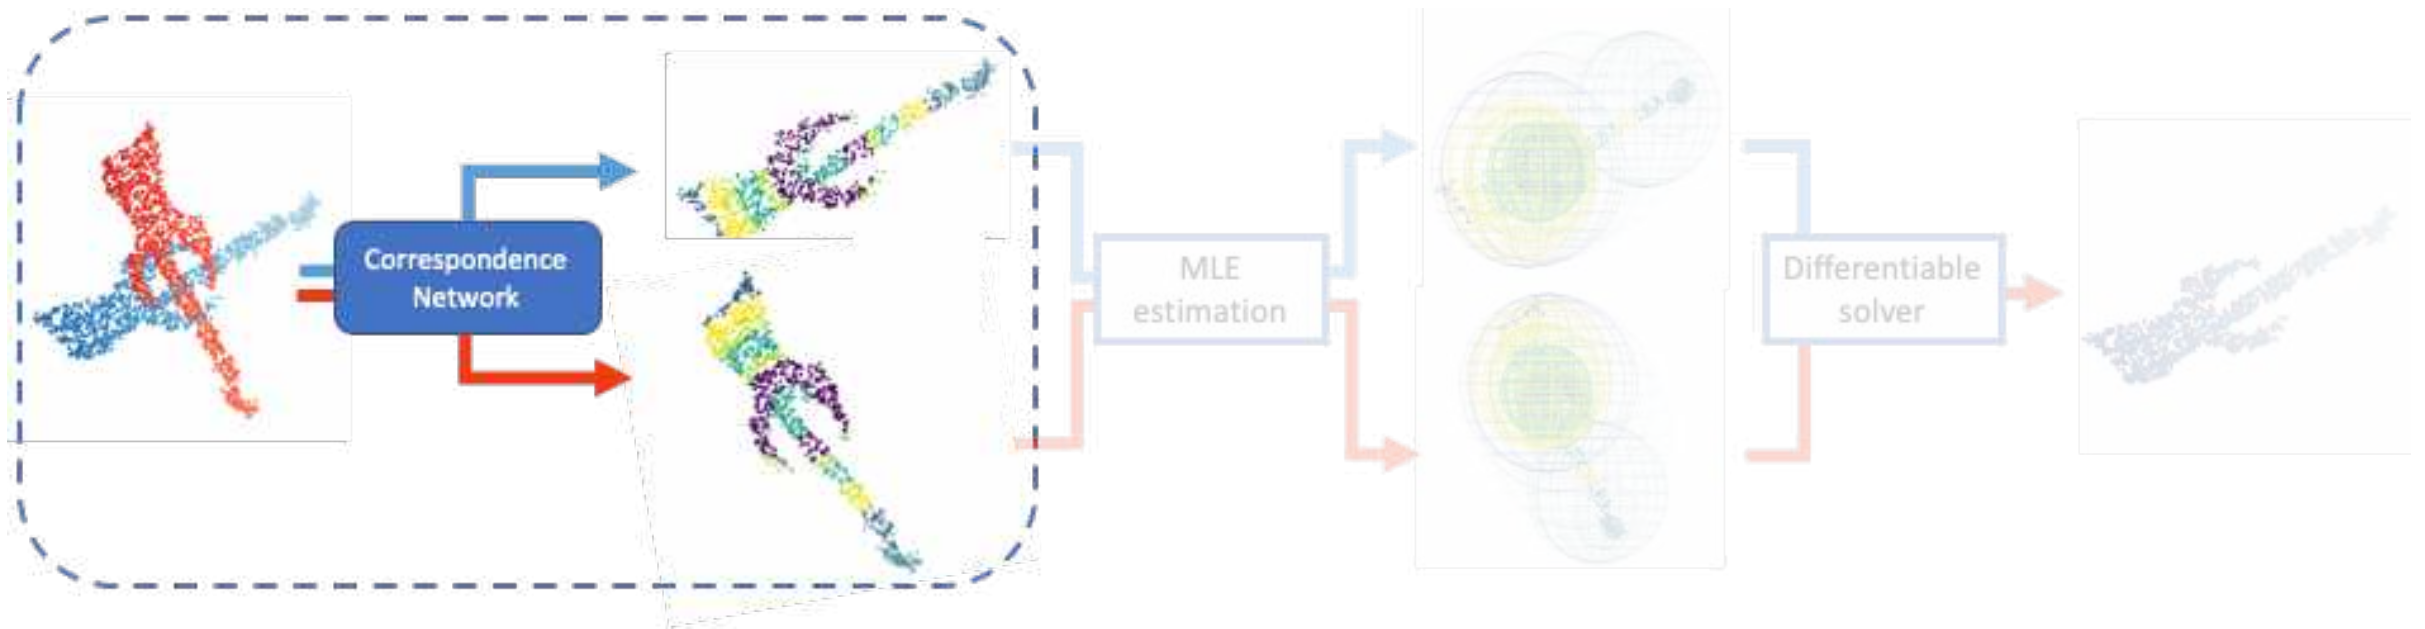 Correspondence
Network
MLE
estimation
Differentiable
solver